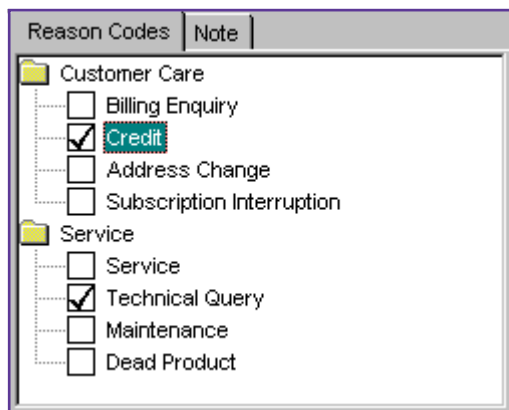 Reason Codes Note
Customer Care
Billing Enquiry
Credit
Address Change
Subscription Interruption
Service
Service
Technical Query
Maintenance
Dead Product